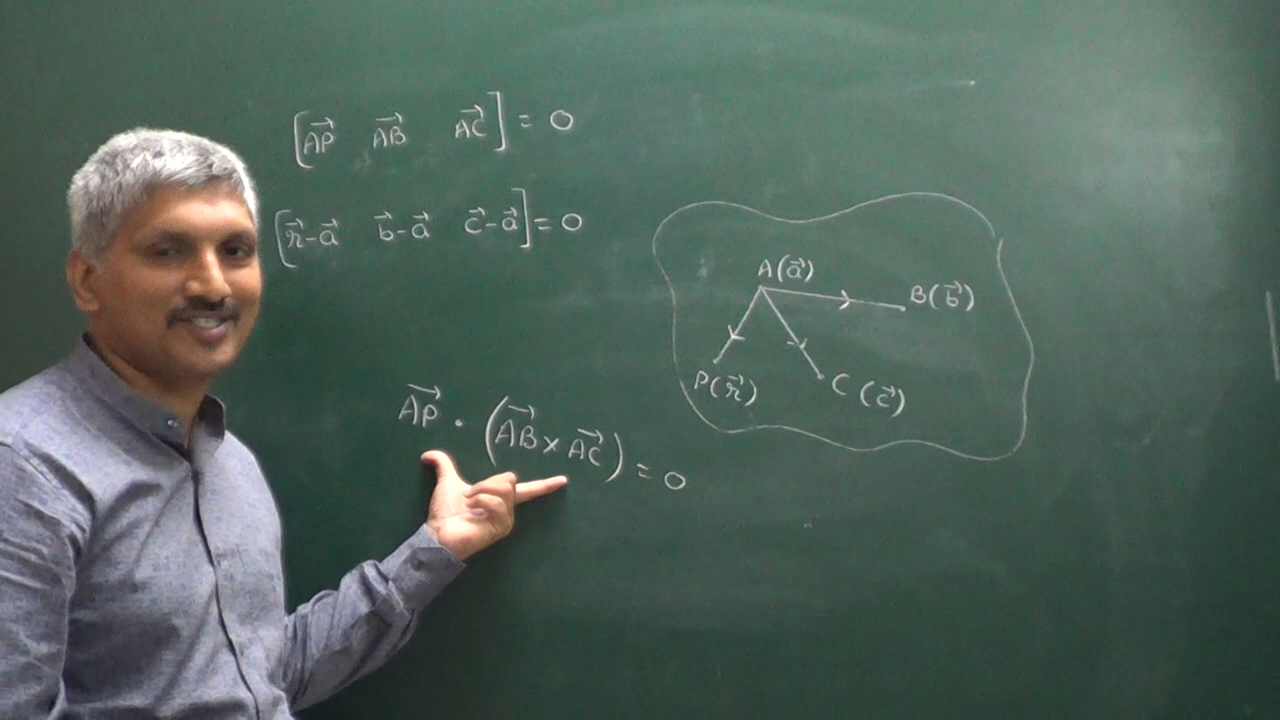 [AP⃗ AB⃗ AC⃗] = 0
[r⃗-a⃗ b⃗-a⃗ c⃗-a⃗] = 0
A(a⃗)
B(b⃗)
P(r⃗)
C (c⃗)
AP⃗ · (AB⃗ × AC⃗) = 0